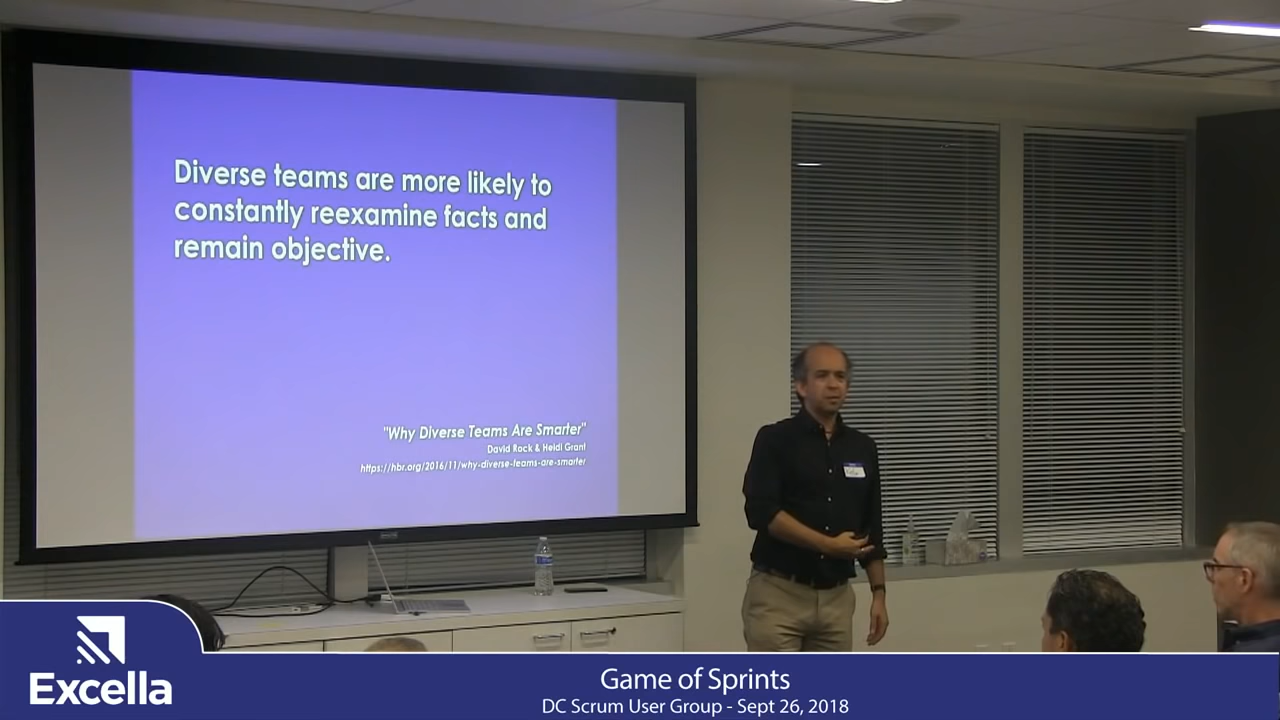 Diverse teams are more likely to
constantly reexamine facts and
remain objective.
"Why Diverse Teams Are Smarter"
David Rock & Heidi Grant
https://hbr.org/2016/11/why-diverse-teams-are-smarter
Excella
Game of Sprints
DC Scrum User Group - Sept 26, 2018